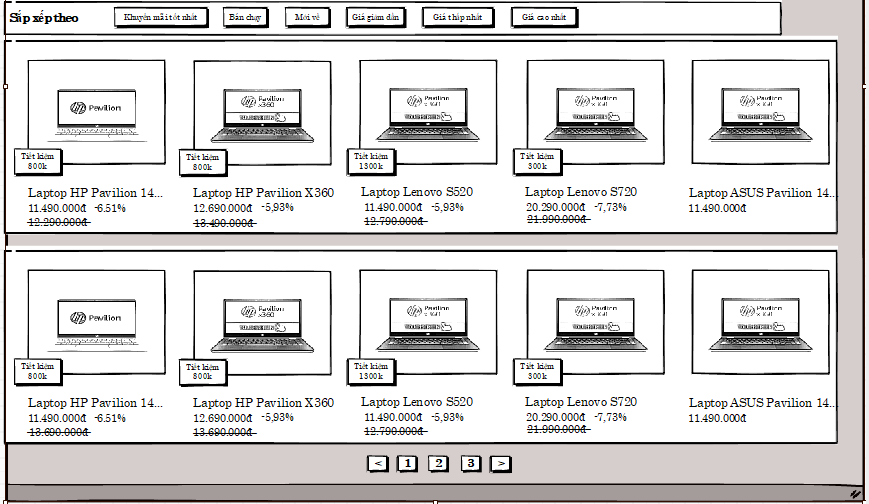 Sắp xếp theo
Khuyến mãi tốt nhất
Bán chạy
Mới về
Giá giảm dần
Giá thấp nhất
Giá cao nhất
Pavilion
Pavilion x360
Pavilion x360
Pavilion x360
Pavilion x360
Tiết kiệm 800k
Tiết kiệm 800k
Tiết kiệm 1300k
Tiết kiệm 300k
Laptop HP Pavilion 14...
Laptop HP Pavilion X360
Laptop Lenovo S520
Laptop Lenovo S720
Laptop ASUS Pavilion 14...
11.490.000đ -6.51%
12.690.000đ -5,93%
11.490.000đ -5,93%
20.290.000đ -7,73%
11.490.000đ
12.290.000đ
13.490.000đ
12.790.000đ
21.990.000đ
Pavilion
Pavilion x360
Pavilion x360
Pavilion x360
Pavilion x360
Tiết kiệm 800k
Tiết kiệm 800k
Tiết kiệm 1300k
Tiết kiệm 300k
Laptop HP Pavilion 14...
Laptop HP Pavilion X360
Laptop Lenovo S520
Laptop Lenovo S720
Laptop ASUS Pavilion 14...
11.490.000đ -6.51%
12.690.000đ -5,93%
11.490.000đ -5,93%
20.290.000đ -7,73%
11.490.000đ
13.690.000đ
13.690.000đ
12.790.000đ
21.990.000đ
< 1 2 3 >